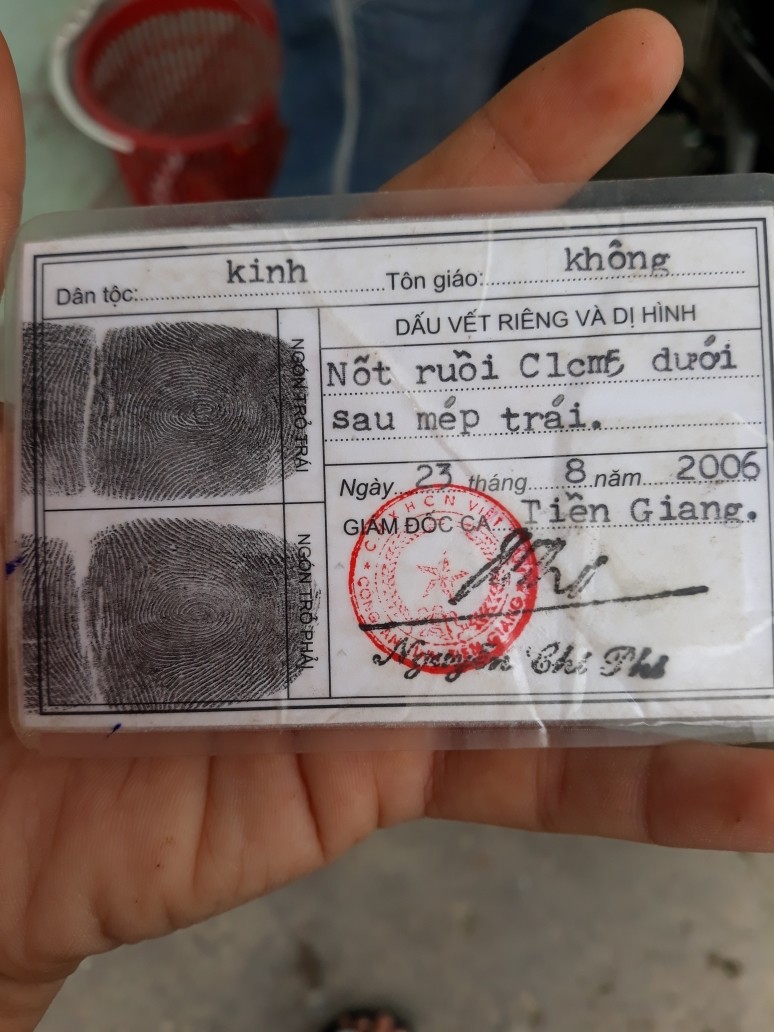 Dân tộc: kinh Tôn giáo: không
NGÓN TRỎ TRÁI
DẤU VẾT RIÊNG VÀ DỊ HÌNH
Nốt ruồi C1cm5 dưới
sau mép trái.
NGÓN TRỎ PHẢI
Ngày 23 tháng 8 năm 2006
GIÁM ĐỐC CA Tiền Giang.
Nguyễn Chí Phi